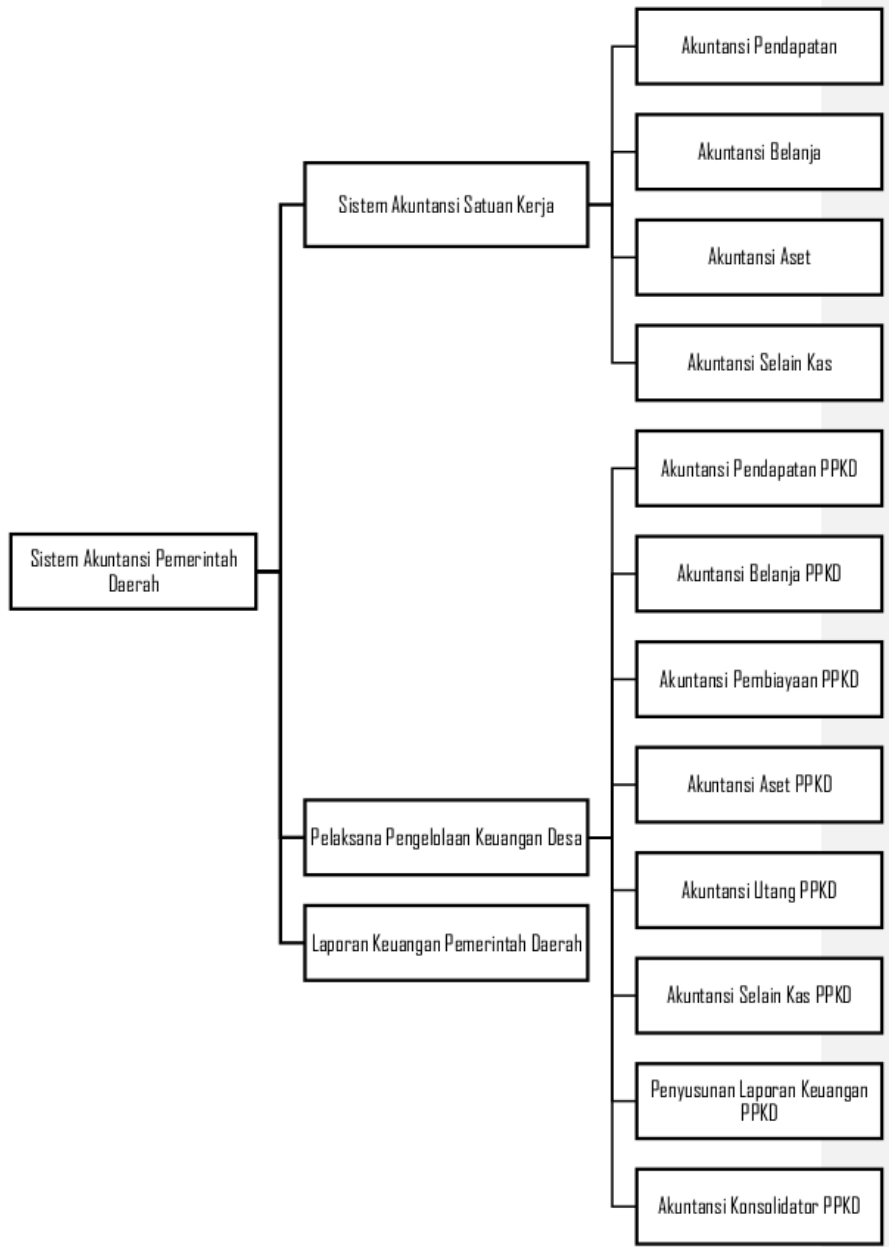 Sistem Akuntansi Pemerintah
Daerah
Sistem Akuntansi Satuan Kerja
Akuntansi Pendapatan
Akuntansi Belanja
Akuntansi Aset
Akuntansi Selain Kas
Pelaksana Pengelolaan Keuangan Desa
Akuntansi Pendapatan PPKD
Akuntansi Belanja PPKD
Akuntansi Pembiayaan PPKD
Akuntansi Aset PPKD
Akuntansi Utang PPKD
Akuntansi Selain Kas PPKD
Penyusunan Laporan Keuangan
PPKD
Akuntansi Konsolidator PPKD
Laporan Keuangan Pemerintah Daerah